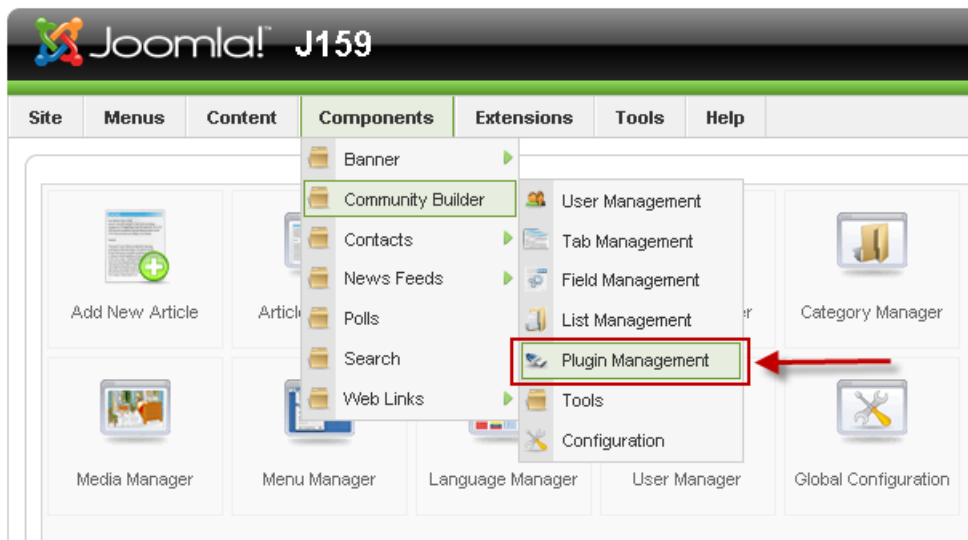 Joomla!™ J159
Site Menus Content Components Extensions Tools Help
Banner
Community Builder
Contacts
News Feeds
Polls
Search
Web Links
User Management
Tab Management
Field Management
List Management
Plugin Management
Tools
Configuration
Add New Article
Category Manager
Media Manager
Menu Manager
Language Manager
User Manager
Global Configuration